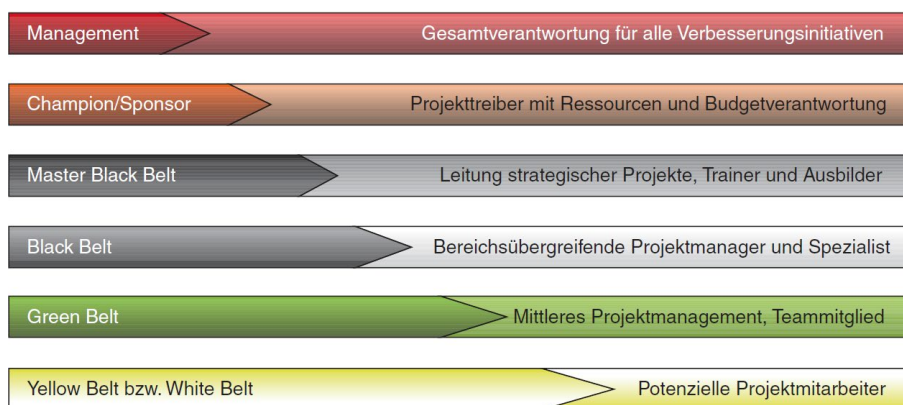 Management Gesamtverantwortung für alle Verbesserungsinitiativen
Champion/Sponsor Projekttreiber mit Ressourcen und Budgetverantwortung
Master Black Belt Leitung strategischer Projekte, Trainer und Ausbilder
Black Belt Bereichsübergreifende Projektmanager und Spezialist
Green Belt Mittleres Projektmanagement, Teammitglied
Yellow Belt bzw. White Belt Potenzielle Projektmitarbeiter